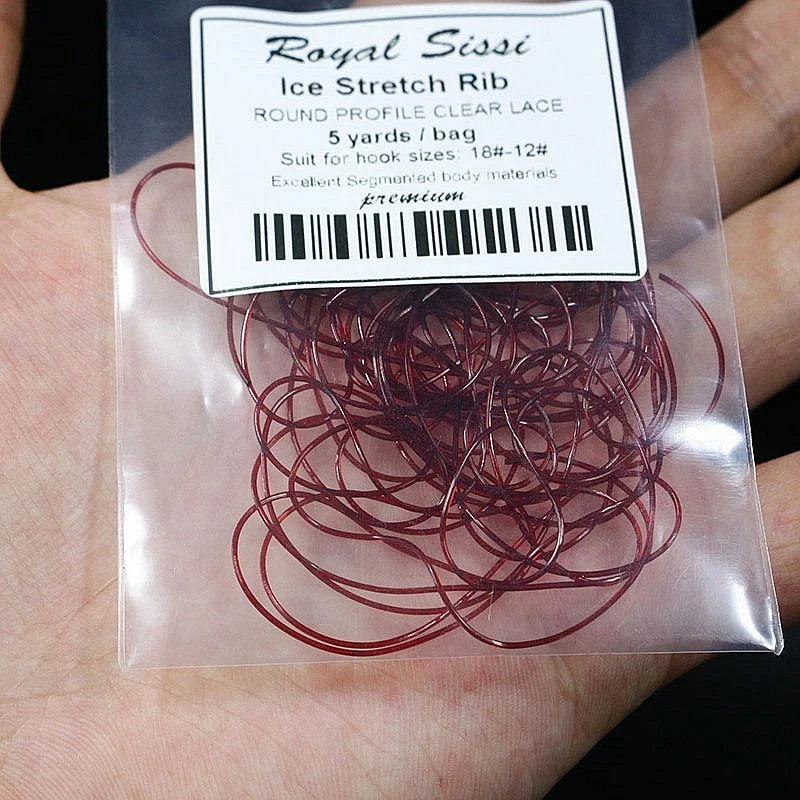 Royal Sissi
Ice Stretch Rib
ROUND PROFILE CLEAR LACE
5 yards / bag
Suit for hook sizes: 18#-12#
Excellent Segmented body materials
premium